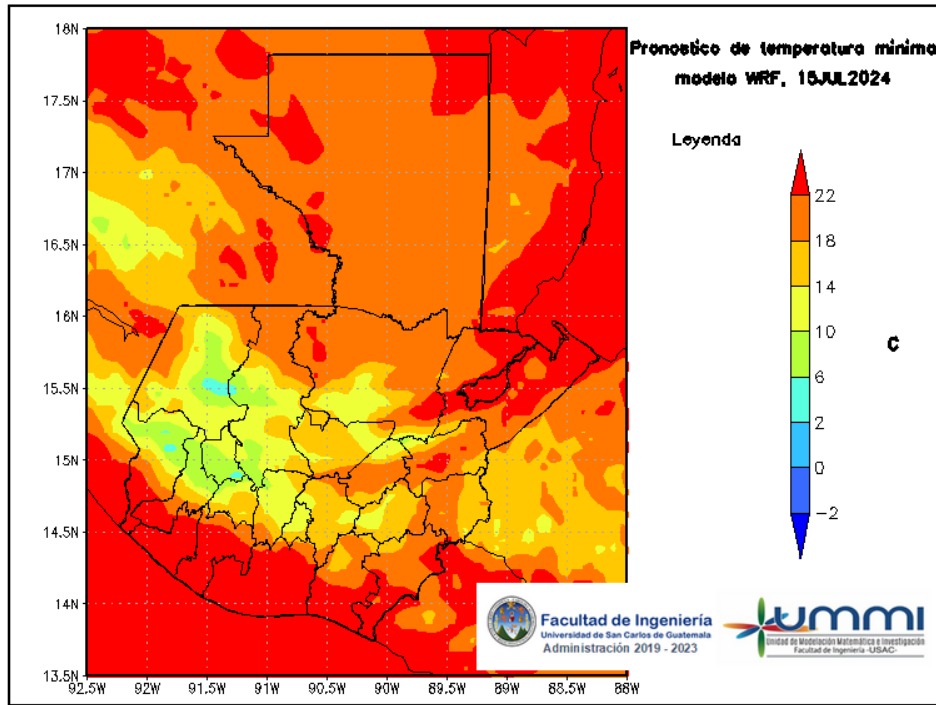 Pronostico de temperatura minima
modelo WRF, 15JUL2024
Leyenda
22
18
14
10
6
2
0
−2
C
18N
17.5N
17N
16.5N
16N
15.5N
15N
14.5N
14N
13.5N
92.5W
92W
91.5W
91W
90.5W
90W
89.5W
89W
88.5W
88W
Facultad de Ingeniería
Universidad de San Carlos de Guatemala
Administración 2019 - 2023
UMMI
Unidad de Modelación Matemática e Investigación
Facultad de Ingeniería -USAC-